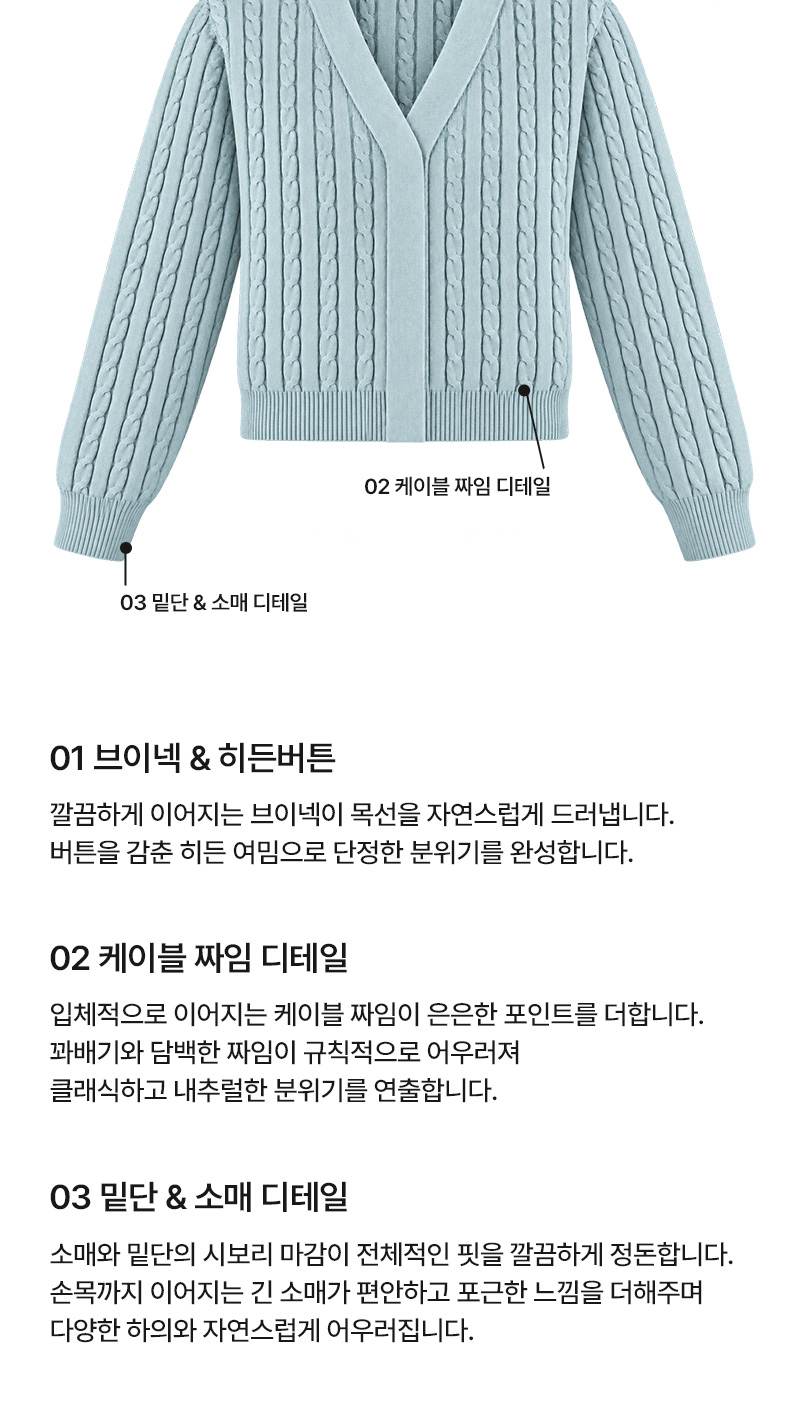 02 케이블 짜임 디테일
03 밑단 & 소매 디테일
01 브이넥 & 히든버튼
깔끔하게 이어지는 브이넥이 목선을 자연스럽게 드러냅니다.
버튼을 감춘 히든 여밈으로 단정한 분위기를 완성합니다.
02 케이블 짜임 디테일
입체적으로 이어지는 케이블 짜임이 은은한 포인트를 더합니다.
꽈배기와 담백한 짜임이 규칙적으로 어우러져
클래식하고 내추럴한 분위기를 연출합니다.
03 밑단 & 소매 디테일
소매와 밑단의 시보리 마감이 전체적인 핏을 깔끔하게 정돈합니다.
손목까지 이어지는 긴 소매가 편안하고 포근한 느낌을 더해주며
다양한 하의와 자연스럽게 어우러집니다.